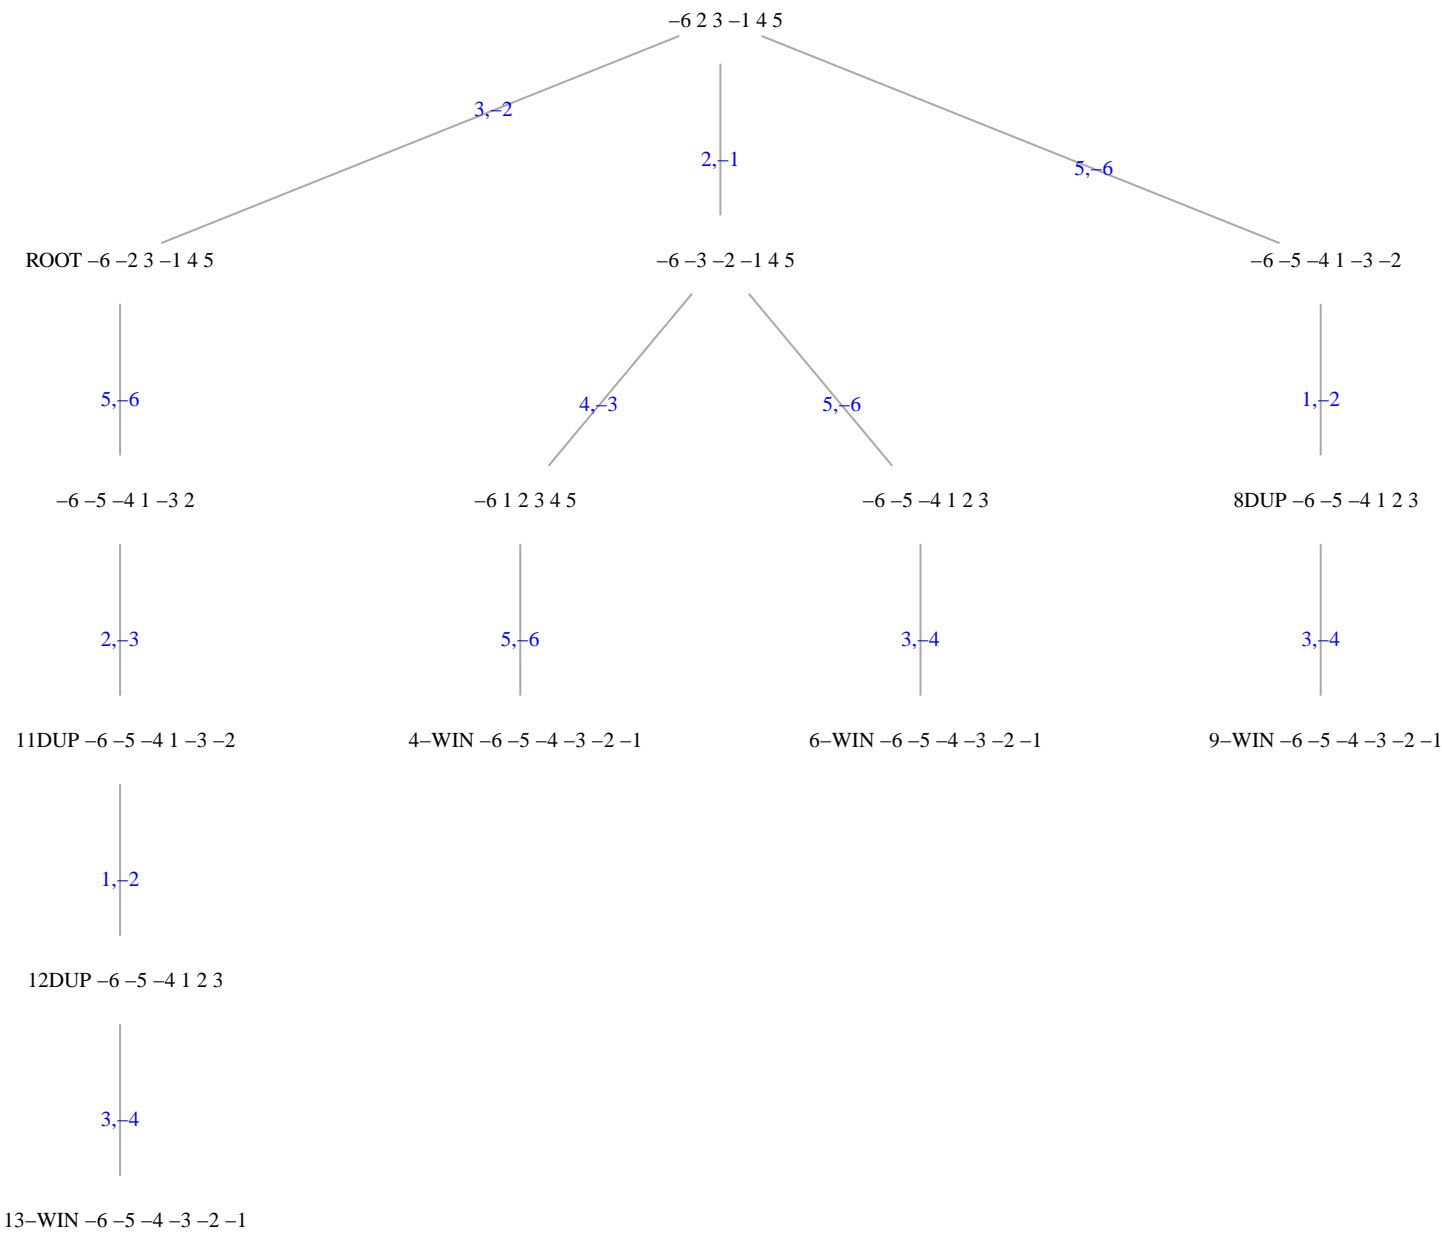 −6 2 3 −1 4 5
3,−2
2,−1
5,−6
ROOT −6 −2 3 −1 4 5
−6 −3 −2 −1 4 5
−6 −5 −4 1 −3 −2
5,−6
4,−3
5,−6
1,−2
−6 −5 −4 1 −3 2
−6 1 2 3 4 5
−6 −5 −4 1 2 3
8DUP −6 −5 −4 1 2 3
2,−3
5,−6
3,−4
3,−4
11DUP −6 −5 −4 1 −3 −2
4−WIN −6 −5 −4 −3 −2 −1
6−WIN −6 −5 −4 −3 −2 −1
9−WIN −6 −5 −4 −3 −2 −1
1,−2
12DUP −6 −5 −4 1 2 3
3,−4
13−WIN −6 −5 −4 −3 −2 −1